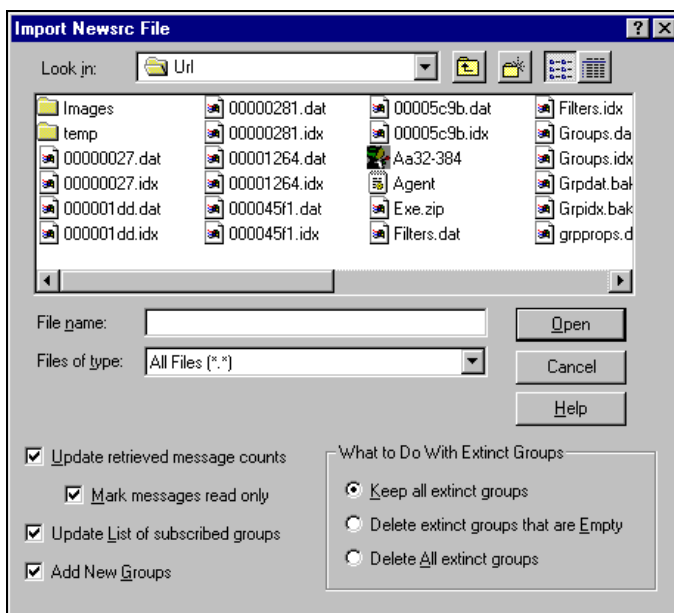 Import Newsrc File
Look in: Url
Images 00000281.dat 00005c9b.dat Filters.idx
temp 00000281.idx 00005c9b.idx Groups.da
00000027.dat 00001264.dat Aa32-384 Groups.idx
00000027.idx 00001264.idx Agent Grpdat.bak
000001dd.dat 000045f1.dat Exe.zip Grpidx.bak
000001dd.idx 000045f1.idx Filters.dat grpprops.d
File name: Open
Files of type: All Files (*.*) Cancel
Help
Update retrieved message counts What to Do With Extinct Groups
Mark messages read only Keep all extinct groups
Update List of subscribed groups Delete extinct groups that are Empty
Add New Groups Delete All extinct groups